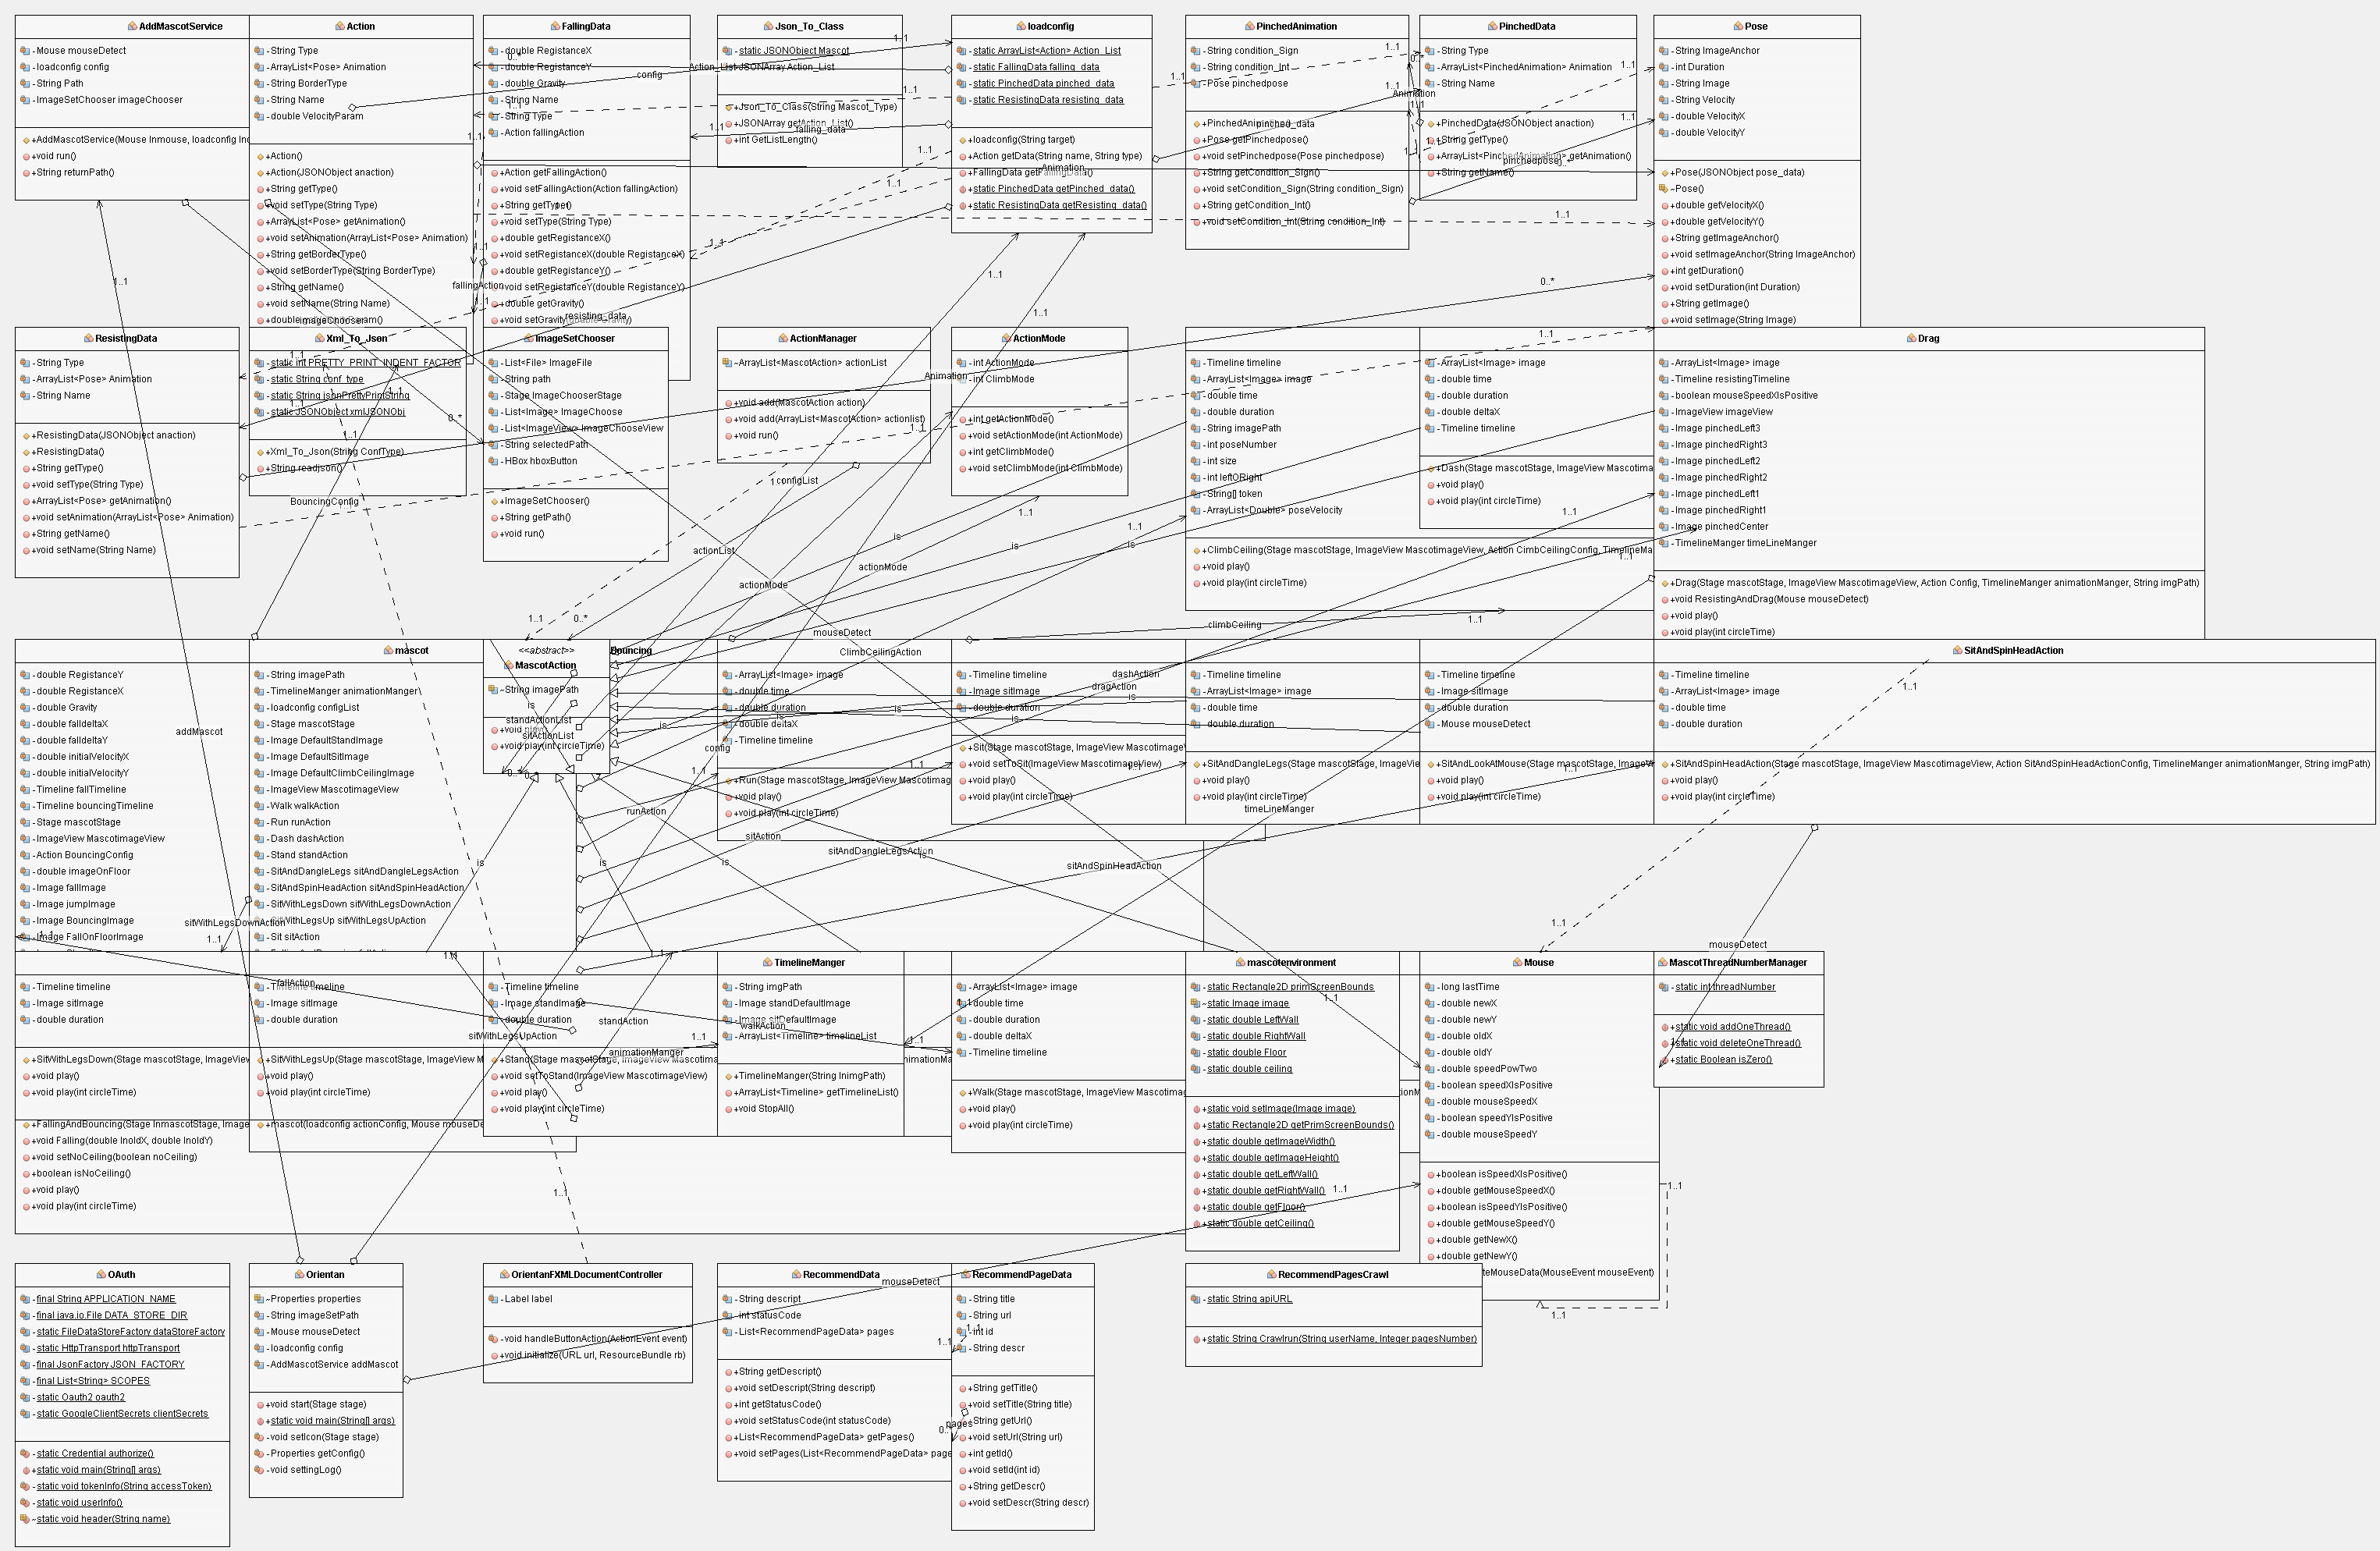 AddMascotService
-Mouse mouseDetect
-loadconfig config
-String Path
-ImageSetChooser imageChooser
+AddMascotService(Mouse Inmouse, loadconfig
+void run()
+String returnPath()
Action
-String Type
-ArrayList<Pose> Animation
-String BorderType
-String Name
-double VelocityParam
+Action()
+Action(JSONObject anaction)
+String getType()
+void setType(String Type)
+ArrayList<Pose> getAnimation()
+void setAnimation(ArrayList<Pose> Animation)
+String getBorderType()
+void setBorderType(String BorderType)
+String getName()
+void setName(String Name)
FallingData
-double RegistanceX
-double RegistanceY
-double Gravity
-String Name
-String Type
-Action fallingAction
+Action getFallingAction()
+void setFallingAction(Action fallingAction)
+String getType()
+void setType(String Type)
+double getRegistanceX()
+void setRegistanceX(double RegistanceX)
+double getRegistanceY()
+void setRegistanceY(double RegistanceY)
+double getGravity()
+void setGravity(double Gravity)
Json_To_Class
-static JSONObject Mascot
-static JSONArray Action_List
+Json_To_Class(String Mascot_Type)
+JSONArray getAction_List()
+int GetListLength()
loadconfig
-static ArrayList<Action> Action_List
-static FallingData falling_data
-static PinchedData pinched_data
-static ResistingData resisting_data
+loadconfig(String target)
+Action getData(String name, String type)
+FallingData getFallingData()
+static PinchedData getPinched_data()
+static ResistingData getResisting_data()
PinchedAnimation
-String condition_Sign
-String condition_Int
-Pose pinchedpose
+Pose getPinchedpose()
+void setPinchedpose(Pose pinchedpose)
+String getCondition_Sign()
+void setCondition_Sign(String condition_Sign)
+String getCondition_Int()
+void setCondition_Int(String condition_Int)
PinchedData
-String Type
-ArrayList<PinchedAnimation> Animation
-String Name
+PinchedData(JSONObject anaction)
+String getType()
+ArrayList<PinchedAnimation> getAnimation()
+String getName()
Pose
-String ImageAnchor
-int Duration
-String Image
-String Velocity
-double VelocityX
-double VelocityY
+Pose(JSONObject pose_data)
~Pose()
+double getVelocityX()
+double getVelocityY()
+String getImageAnchor()
+void setImageAnchor(String ImageAnchor)
+int getDuration()
+void setDuration(int Duration)
+String getImage()
+void setImage(String Image)
config
falling_data
Animation
pinchedpose
fallingAction
resisting_data
imageChooser
ResistingData
-String Type
-ArrayList<Pose> Animation
-String Name
+ResistingData(JSONObject anaction)
+ResistingData()
+String getType()
+void setType(String Type)
+ArrayList<Pose> getAnimation()
+void setAnimation(ArrayList<Pose> Animation)
+String getName()
+void setName(String Name)
Xml_To_Json
-static int PRETTY_PRINT_INDENT_FACTOR
-static String conf_type
-static String jsonPrettyPrintString
-static JSONObject xmlJSONObj
+Xml_To_Json(String ConfType)
+String readjson()
BouncingConfig
ImageSetChooser
-List<File> ImageFile
-String path
-Stage ImageChooserStage
-List<Image> ImageChoose
-List<ImageView> ImageChooseView
-String selectedPath
-HBox hboxButton
+ImageSetChooser()
+String getPath()
+void run()
ActionManager
~ArrayList<MascotAction> actionList
+void add(MascotAction action)
+void add(ArrayList<MascotAction> actionlist)
+void run()
ActionMode
-int ActionMode
-int ClimbMode
+int getActionMode()
+void setActionMode(int ActionMode)
+int getClimbMode()
+void setClimbMode(int ClimbMode)
-Timeline timeline
-ArrayList<Image> image
-double time
-double duration
-String imagePath
-int poseNumber
-int size
-int leftORight
-String[] token
-ArrayList<Double> poseVelocity
+ClimbCeiling(Stage mascotStage, ImageView MascotimageView, Action CimbCeilingConfig,
+void play()
+void play(int circleTime)
-ArrayList<Image> image
-double time
-double duration
-double deltaX
-Timeline timeline
+Dash(Stage mascotStage, ImageView
+void play()
+void play(int circleTime)
Drag
-ArrayList<Image> image
-Timeline resistingTimeline
-boolean mouseSpeedXIsPositive
-ImageView imageView
-Image pinchedLeft3
-Image pinchedRight3
-Image pinchedLeft2
-Image pinchedRight2
-Image pinchedLeft1
-Image pinchedRight1
-Image pinchedCenter
-TimelineManger timeLineManger
+Drag(Stage mascotStage, ImageView MascotimageView, Action Config, TimelineManger animationManger, String imgPath)
+void ResistingAndDrag(Mouse mouseDetect)
+void play()
+void play(int circleTime)
configList
actionList
actionMode
actionMode
mouseDetect
climbCeiling
ClimbCeilingAction
dashAction
dragAction
-double RegistanceY
-double RegistanceX
-double Gravity
-double falldeltaX
-double falldeltaY
-double initialVelocityX
-double initialVelocityY
-Timeline fallTimeline
-Timeline bouncingTimeline
-Stage mascotStage
-ImageView MascotimageView
-Action BouncingConfig
-double imageOnFloor
-Image fallImage
-Image jumpImage
-Image BouncingImage
-Image FallOnFloorImage
mascot
-String imagePath
-TimelineManger animationManger
-loadconfig configList
-Stage mascotStage
-Image DefaultStandImage
-Image DefaultSitImage
-Image DefaultClimbCeilingImage
-ImageView MascotimageView
-Walk walkAction
-Run runAction
-Dash dashAction
-Stand standAction
-SitAndDangleLegs sitAndDangleLegsAction
-SitAndSpinHeadAction sitAndSpinHeadAction
-SitWithLegsDown sitWithLegsDownAction
-SitWithLegsUp sitWithLegsUpAction
-Sit sitAction
<<abstract>>
MascotAction
~String imagePath
+void play()
+void play(int circleTime)
standActionList
sitActionList
Bouncing
-ArrayList<Image> image
-double time
-double duration
-double deltaX
-Timeline timeline
+Run(Stage mascotStage, ImageView
+void play()
+void play(int circleTime)
-Timeline timeline
-Image sitImage
-double duration
+Sit(Stage mascotStage, ImageView MascotimageView
+void setToSit(ImageView MascotimageView)
+void play()
+void play(int circleTime)
-Timeline timeline
-ArrayList<Image> image
-double time
-double duration
+SitAndDangleLegs(Stage mascotStage,
+void play()
+void play(int circleTime)
-Timeline timeline
-Image sitImage
-double duration
-Mouse mouseDetect
+SitAndLookAtMouse(Stage mascotStage,
+void play()
+void play(int circleTime)
SitAndSpinHeadAction
-Timeline timeline
-ArrayList<Image> image
-double time
-double duration
+SitAndSpinHeadAction(Stage mascotStage, ImageView MascotimageView, Action SitAndSpinHeadActionConfig, TimelineManger animationManger, String imgPath)
+void play()
+void play(int circleTime)
addMascot
config
runAction
sitAction
sitAndDangleLegsAction
sitAndSpinHeadAction
timeLineManger
mouseDetect
sitWithLegsDownAction
fallAction
sitWithLegsUpAction
standAction
walkAction
animationManger
-Timeline timeline
-Image sitImage
-double duration
+SitWithLegsDown(Stage mascotStage,
+void play()
+void play(int circleTime)
+FallingAndBouncing(Stage InmascotStage,
+void Falling(double InoldX, double InoldY)
+void setNoCeiling(boolean noCeiling)
+boolean isNoCeiling()
+void play()
+void play(int circleTime)
-Timeline timeline
-Image sitImage
-double duration
+SitWithLegsUp(Stage mascotStage, ImageView
+void play()
+void play(int circleTime)
+mascot(loadconfig actionConfig, Mouse
-Timeline timeline
-Image standImage
-double duration
+Stand(Stage mascotStage, ImageView
+void setToStand(ImageView MascotimageView)
+void play()
+void play(int circleTime)
TimelineManger
-String imgPath
-Image standDefaultImage
-Image sitDefaultImage
-ArrayList<Timeline> timelineList
+TimelineManger(String InimgPath)
+ArrayList<Timeline> getTimelineList()
+void StopAll()
-ArrayList<Image> image
-double time
-double duration
-double deltaX
-Timeline timeline
+Walk(Stage mascotStage, ImageView
+void play()
+void play(int circleTime)
mascotenvironment
-static Rectangle2D primScreenBounds
~static Image image
-static double LeftWall
-static double RightWall
-static double Floor
-static double ceiling
+static void setImage(Image image)
+static Rectangle2D getPrimScreenBounds()
+static double getImageWidth()
+static double getImageHeight()
+static double getLeftWall()
+static double getRightWall()
+static double getFloor()
+static double getCeiling()
Mouse
-long lastTime
-double newX
-double newY
-double oldX
-double oldY
-double speedPowTwo
-boolean speedXIsPositive
-double mouseSpeedX
-boolean speedYIsPositive
-double mouseSpeedY
+boolean isSpeedXIsPositive()
+double getMouseSpeedX()
+boolean isSpeedYIsPositive()
+double getMouseSpeedY()
+double getNewX()
+double getNewY()
MascotThreadNumberManager
-static int threadNumber
+static void addOneThread()
+static void deleteOneThread()
+static Boolean isZero()
OAuth
-final String APPLICATION_NAME
-final java.io.File DATA_STORE_DIR
-static FileDataStoreFactory dataStoreFactory
-static HttpTransport httpTransport
-final JsonFactory JSON_FACTORY
-final List<String> SCOPES
-static Oauth2 oauth2
-static GoogleClientSecrets clientSecrets
-static Credential authorize()
+static void main(String[] args)
-static void tokenInfo(String accessToken)
-static void userInfo()
~static void header(String name)
Orientan
~Properties properties
-String imageSetPath
-Mouse mouseDetect
-loadconfig config
-AddMascotService addMascot
+void start(Stage stage)
+static void main(String[] args)
-void setIcon(Stage stage)
-Properties getConfig()
-void settingLog()
OrientanFXMLDocumentController
-Label label
-void handleButtonAction(ActionEvent event)
+void initialize(URL url, ResourceBundle rb)
RecommendData
-String descript
-int statusCode
-List<RecommendPageData> pages
+String getDescript()
+void setDescript(String descript)
+int getStatusCode()
+void setStatusCode(int statusCode)
+List<RecommendPageData> getPages()
+void setPages(List<RecommendPageData>
mouseDetect
pages
RecommendPageData
-String title
-String url
-int id
-String descr
+String getTitle()
+void setTitle(String title)
+String getUrl()
+void setUrl(String url)
+int getId()
+void setId(int id)
+String getDescr()
+void setDescr(String descr)
RecommendPagesCrawl
-static String apiURL
+static String Crawlrun(String userName, Integer pagesNumber)